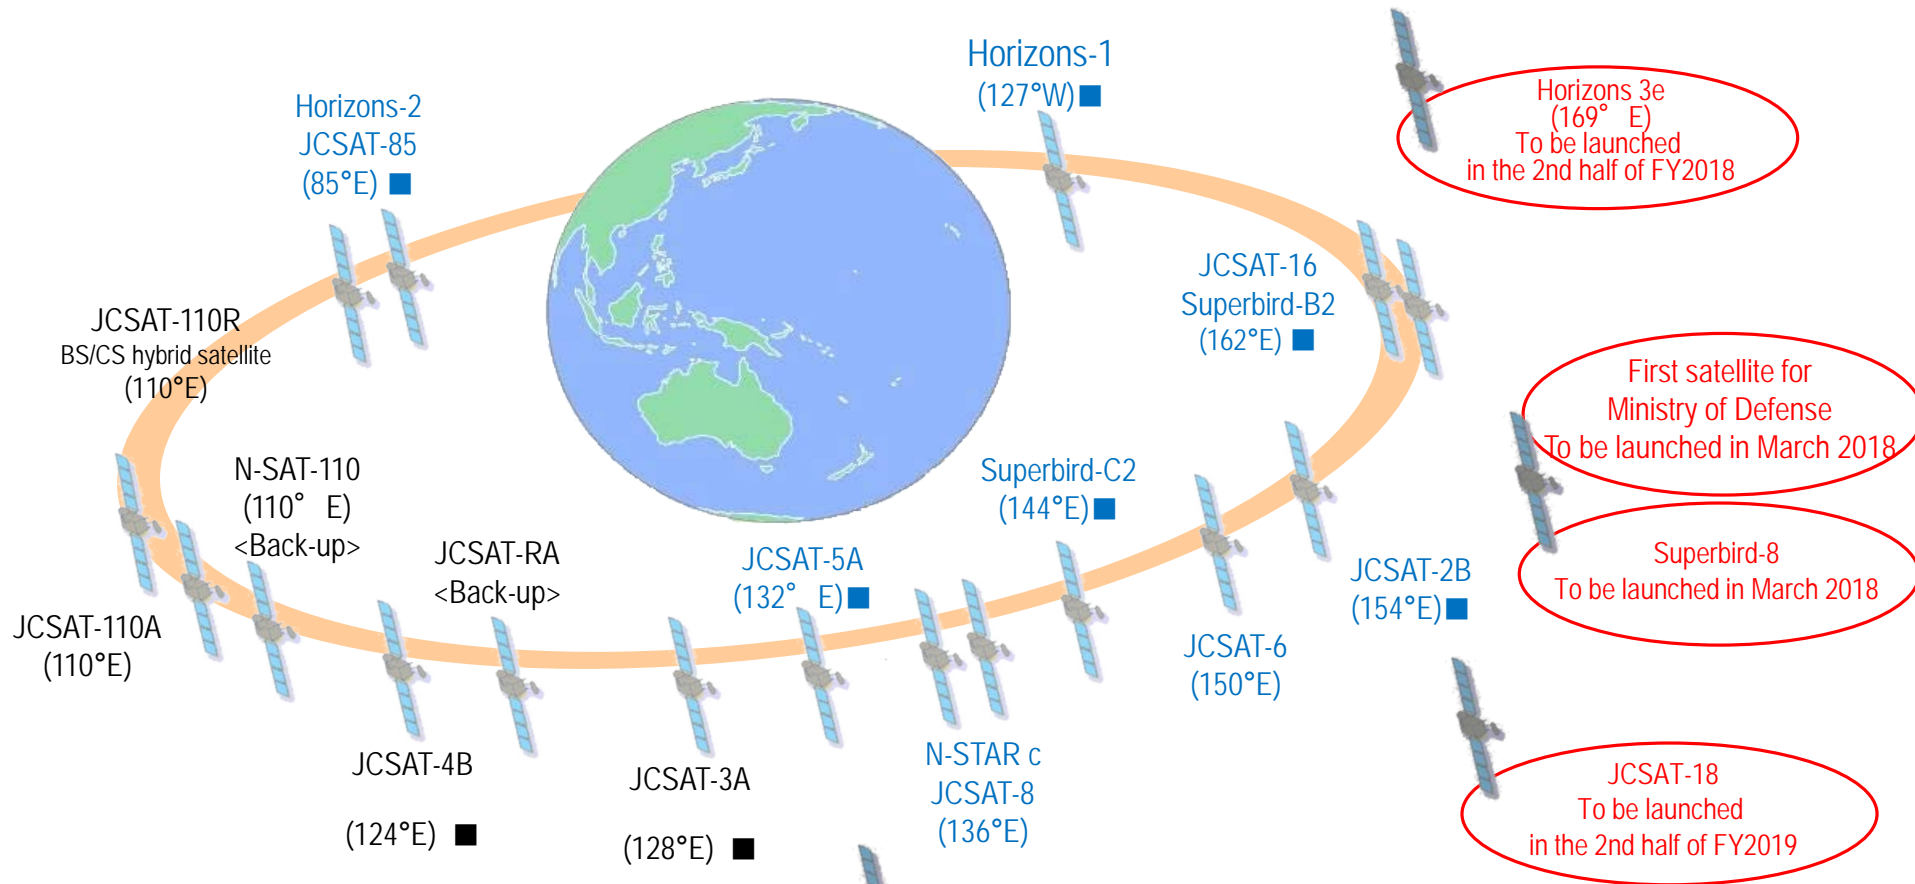 Horizons-1
(127°W) ■
Horizons 3e
(169° E)
To be launched
in the 2nd half of FY2018
Horizons-2
JCSAT-85
(85°E) ■
JCSAT-16
Superbird-B2
(162°E) ■
JCSAT-110R
BS/CS hybrid satellite
(110°E)
First satellite for
Ministry of Defense
To be launched in March 2018
N-SAT-110
(110° E)
<Back-up>
Superbird-C2
(144°E) ■
JCSAT-RA
<Back-up>
JCSAT-5A
(132° E) ■
JCSAT-2B
(154°E) ■
Superbird-8
To be launched in March 2018
JCSAT-110A
(110°E)
JCSAT-6
(150°E)
JCSAT-4B
(124°E) ■
JCSAT-3A
(128°E) ■
N-STAR c
JCSAT-8
(136°E)
JCSAT-18
To be launched
in the 2nd half of FY2019